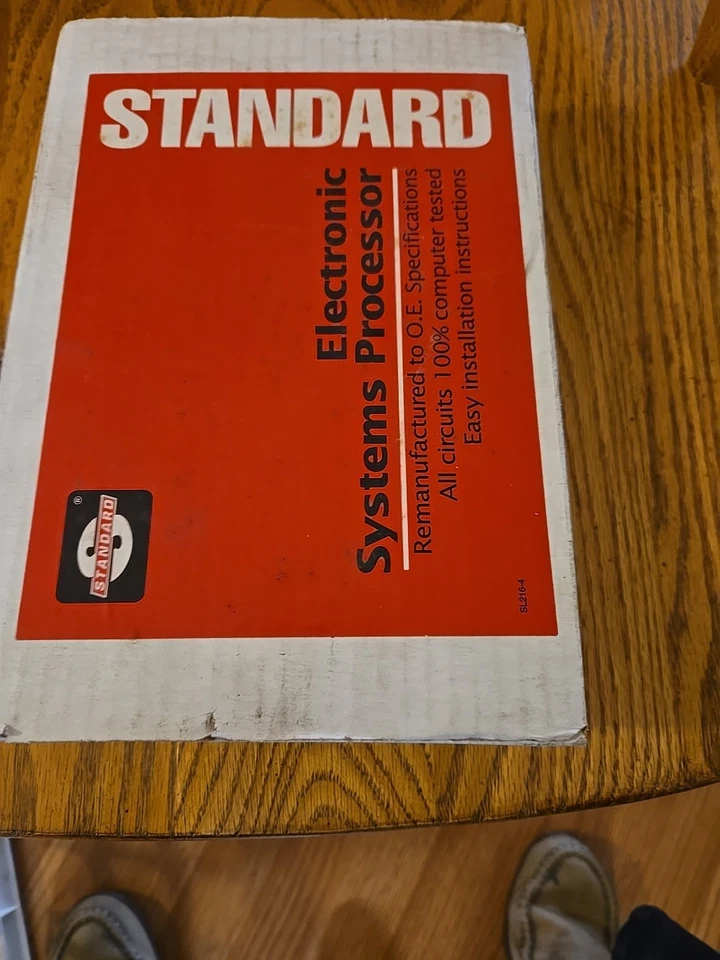 STANDARD
Electronic
Systems Processor
Remanufactured to O.E. Specifications
All circuits 100% computer tested
Easy installation instructions
STANDARD
®
SL216-4